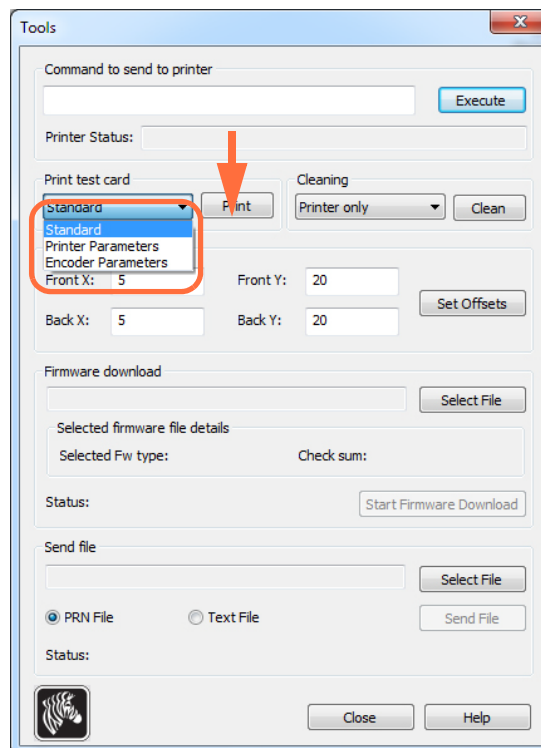 Tools
Command to send to printer
Execute
Printer Status:
Print test card
Cleaning
Standard
Print
Printer only
Clean
Standard
Printer Parameters
Encoder Parameters
Front X: 5 Front Y: 20
Set Offsets
Back X: 5 Back Y: 20
Firmware download
Select File
Selected firmware file details
Selected Fw type: Check sum:
Status:
Start Firmware Download
Send file
Select File
PRN File Text File
Send File
Status:
Close Help